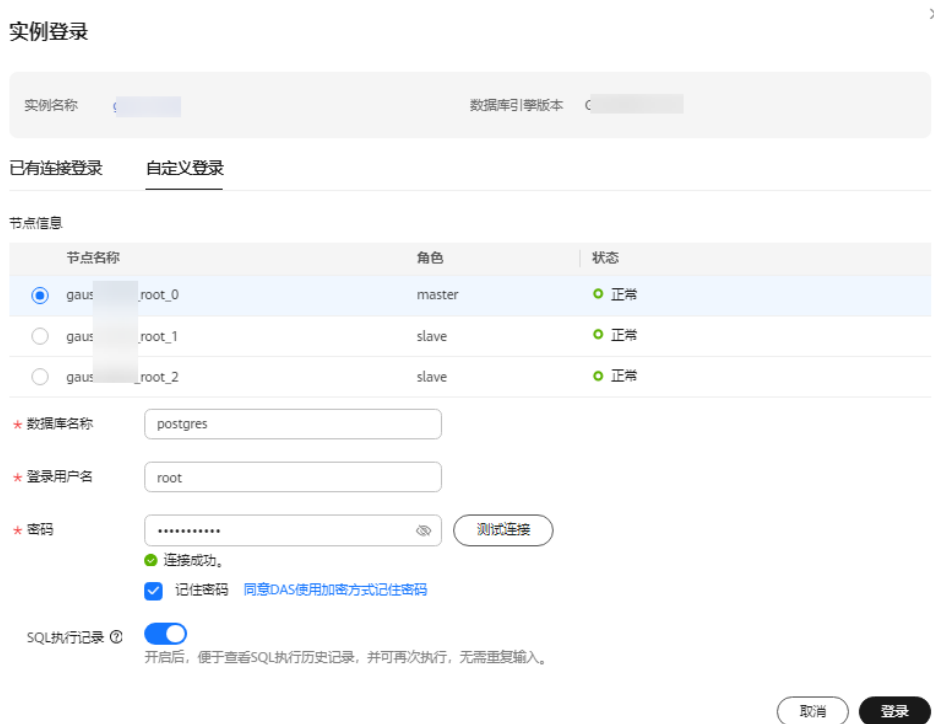 实例登录
实例名称 数据库引擎版本
已有连接登录 自定义登录
节点信息
节点名称 角色 状态
gaus _root_0 master 正常
gaus _root_1 slave 正常
gaus _root_2 slave 正常
* 数据库名称 postgres
* 登录用户名 root
* 密码 ••••••••••• 测试连接
连接成功。
记住密码 同意DAS使用加密方式记住密码
SQL执行记录
开启后，便于查看SQL执行历史记录，并可再次执行，无需重复输入。
取消 登录